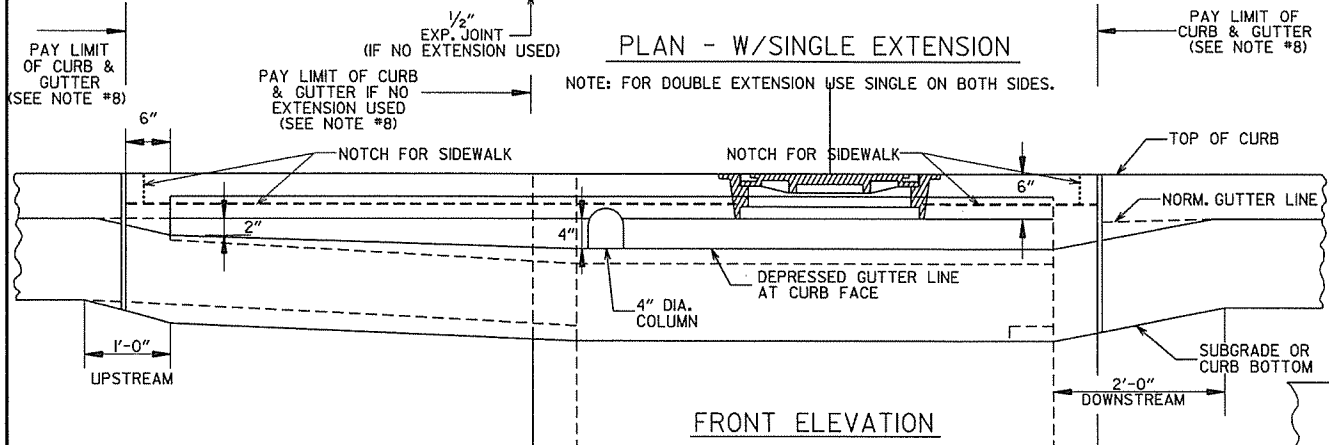 PAY LIMIT
OF CURB &
GUTTER
(SEE NOTE #8)
1/2"
EXP. JOINT
(IF NO EXTENSION USED)
PLAN - W/SINGLE EXTENSION
PAY LIMIT OF
CURB & GUTTER
(SEE NOTE #8)
PAY LIMIT OF CURB
& GUTTER IF NO
EXTENSION USED
(SEE NOTE #8)
NOTE: FOR DOUBLE EXTENSION USE SINGLE ON BOTH SIDES.
6"
NOTCH FOR SIDEWALK
NOTCH FOR SIDEWALK
TOP OF CURB
6"
NORM. GUTTER LINE
2"
4"
DEPRESSED GUTTER LINE
AT CURB FACE
4" DIA.
COLUMN
1'-0"
UPSTREAM
SUBGRADE OR
CURB BOTTOM
2'-0"
DOWNSTREAM
FRONT ELEVATION